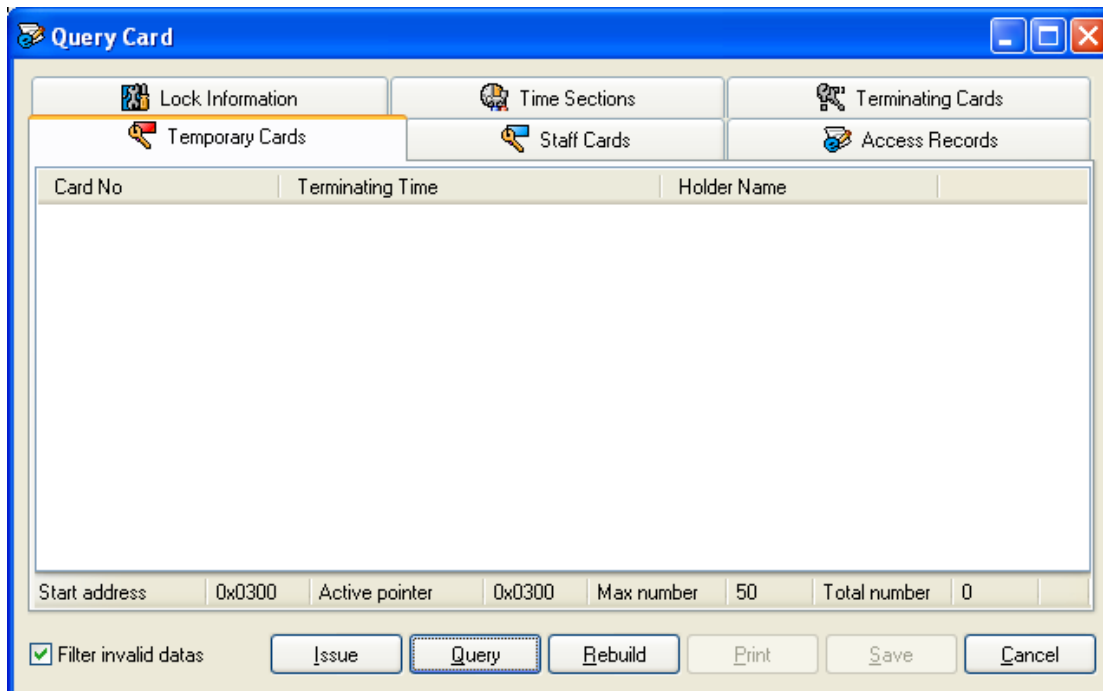 Query Card
Lock Information Time Sections Terminating Cards
Temporary Cards Staff Cards Access Records
Card No Terminating Time Holder Name
Start address 0x0300 Active pointer 0x0300 Max number 50 Total number 0
Filter invalid datas Issue Query Rebuild Print Save Cancel